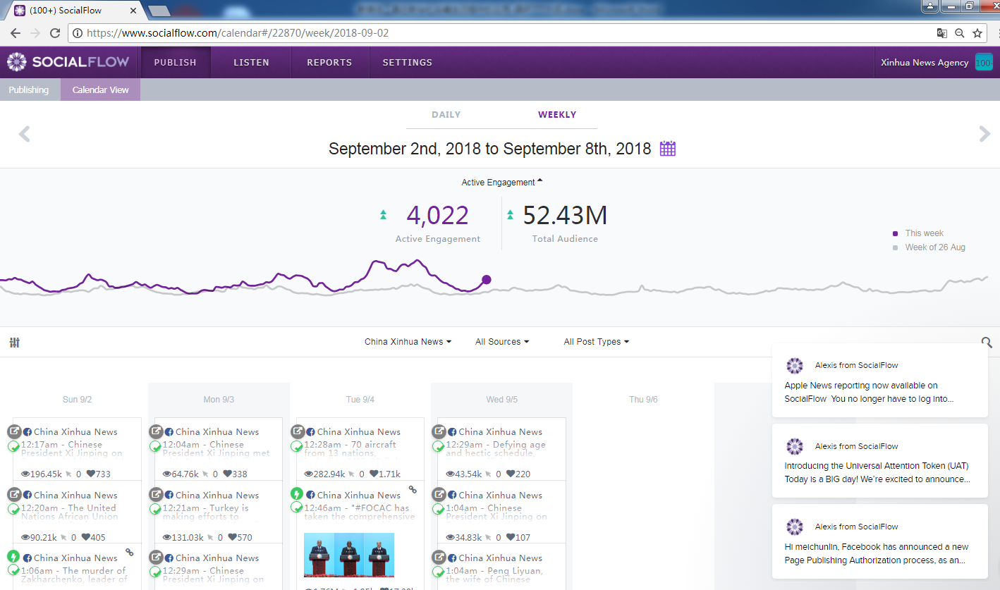 (100+) SocialFlow
https://www.socialflow.com/calendar#/22870/week/2018-09-02
SOCIALFLOW
PUBLISH
LISTEN
REPORTS
SETTINGS
Xinhua News Agency
100
Publishing
Calendar View
DAILY
WEEKLY
September 2nd, 2018 to September 8th, 2018
Active Engagement
4,022
52.43M
Active Engagement
Total Audience
This week
Week of 26 Aug
China Xinhua News
All Sources
All Post Types
Sun 9/2
China Xinhua News
12:17am - Chinese
President Xi Jinping on
196.45k 0 733
China Xinhua News
12:20am - The United
Nations African Union
90.21k 0 405
China Xinhua News
1:06am - The murder of
Zakharchenko, leader of
Mon 9/3
China Xinhua News
12:04am - Chinese
President Xi Jinping met
64.76k 0 338
China Xinhua News
12:21am - Turkey is
making efforts to
131.03k 0 570
China Xinhua News
12:29am - Chinese
President Xi Jinping on
Tue 9/4
China Xinhua News
12:28am - 70 aircraft
from 13 nations,
282.94k 0 1.71k
China Xinhua News
12:46am - "#FOCAC has
taken the comprehensive
Wed 9/5
China Xinhua News
12:29am - Defying age
and hectic schedule,
43.54k 0 220
China Xinhua News
1:04am - Chinese
President Xi Jinping on
34.83k 0 107
China Xinhua News
1:04am - Peng Liyuan,
the wife of Chinese
Thu 9/6
Alexis from SocialFlow
Apple News reporting now available on
SocialFlow You no longer have to log into...
Alexis from SocialFlow
Introducing the Universal Attention Token (UAT)
Today is a BIG day! We're excited to announce...
Alexis from SocialFlow
Hi meichunlin, Facebook has announced a new
Page Publishing Authorization process, as an...